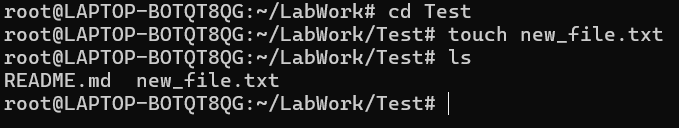 root@LAPTOP-BOTQT8QG:~/LabWork# cd Test
root@LAPTOP-BOTQT8QG:~/LabWork/Test# touch new_file.txt
root@LAPTOP-BOTQT8QG:~/LabWork/Test# ls
README.md  new_file.txt
root@LAPTOP-BOTQT8QG:~/LabWork/Test#